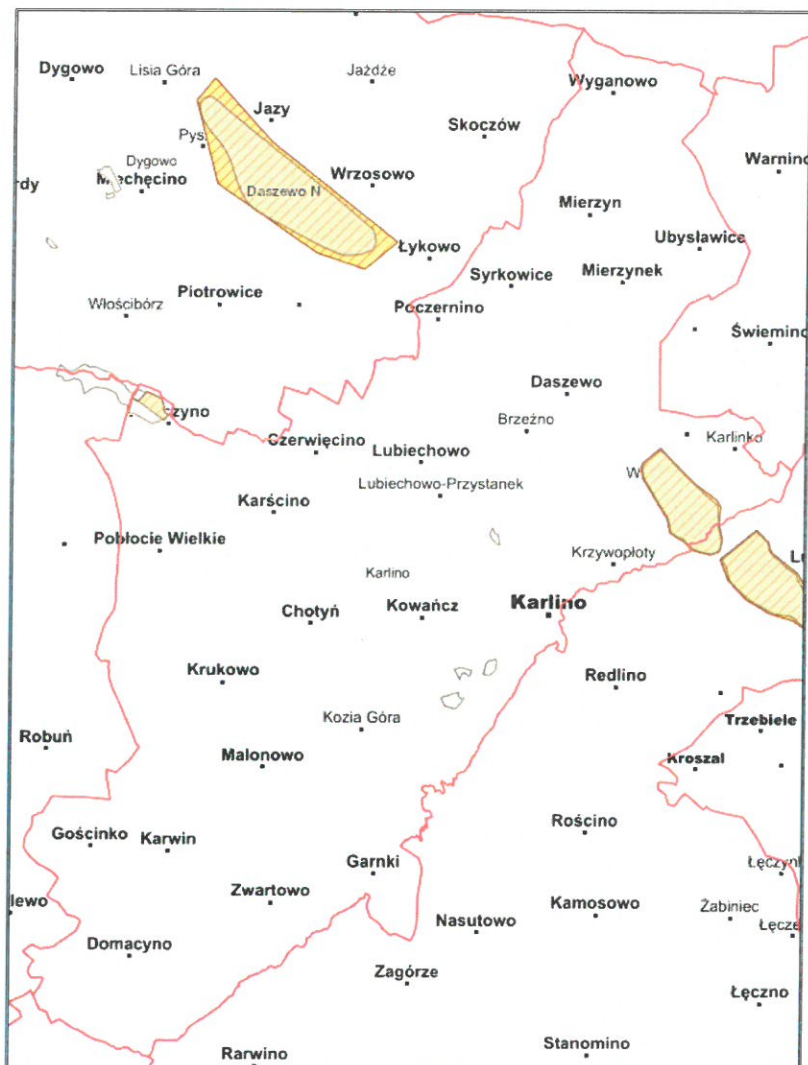 Dygowo
Lisia Góra
Jażdże
Wyganowo
Jazy
Skoczów
Dygowo
Warnino
Wrzosowo
Daszewo N
Mierzyn
Ubysławice
Łykowo
Syrkowice
Mierzynek
Włościbórz
Piotrowice
Poczernino
Świemino
Daszewo
Brzeźno
Czerwięcino
Lubiechowo
Karlinko
Lubiechowo-Przystanek
Karścino
Pobłocie Wielkie
Krzywopłoty
Karlino
Chotyń
Kowańcz
Karlino
Krukowo
Redlino
Kozia Góra
Trzebiele
Robuń
Malonowo
Kroszal
Gościnko
Karwin
Rościno
Garnki
Zwartowo
Nasutowo
Kamosowo
Żabiniec
Domacyno
Zagórze
Łęczno
Rarwino
Stanomino